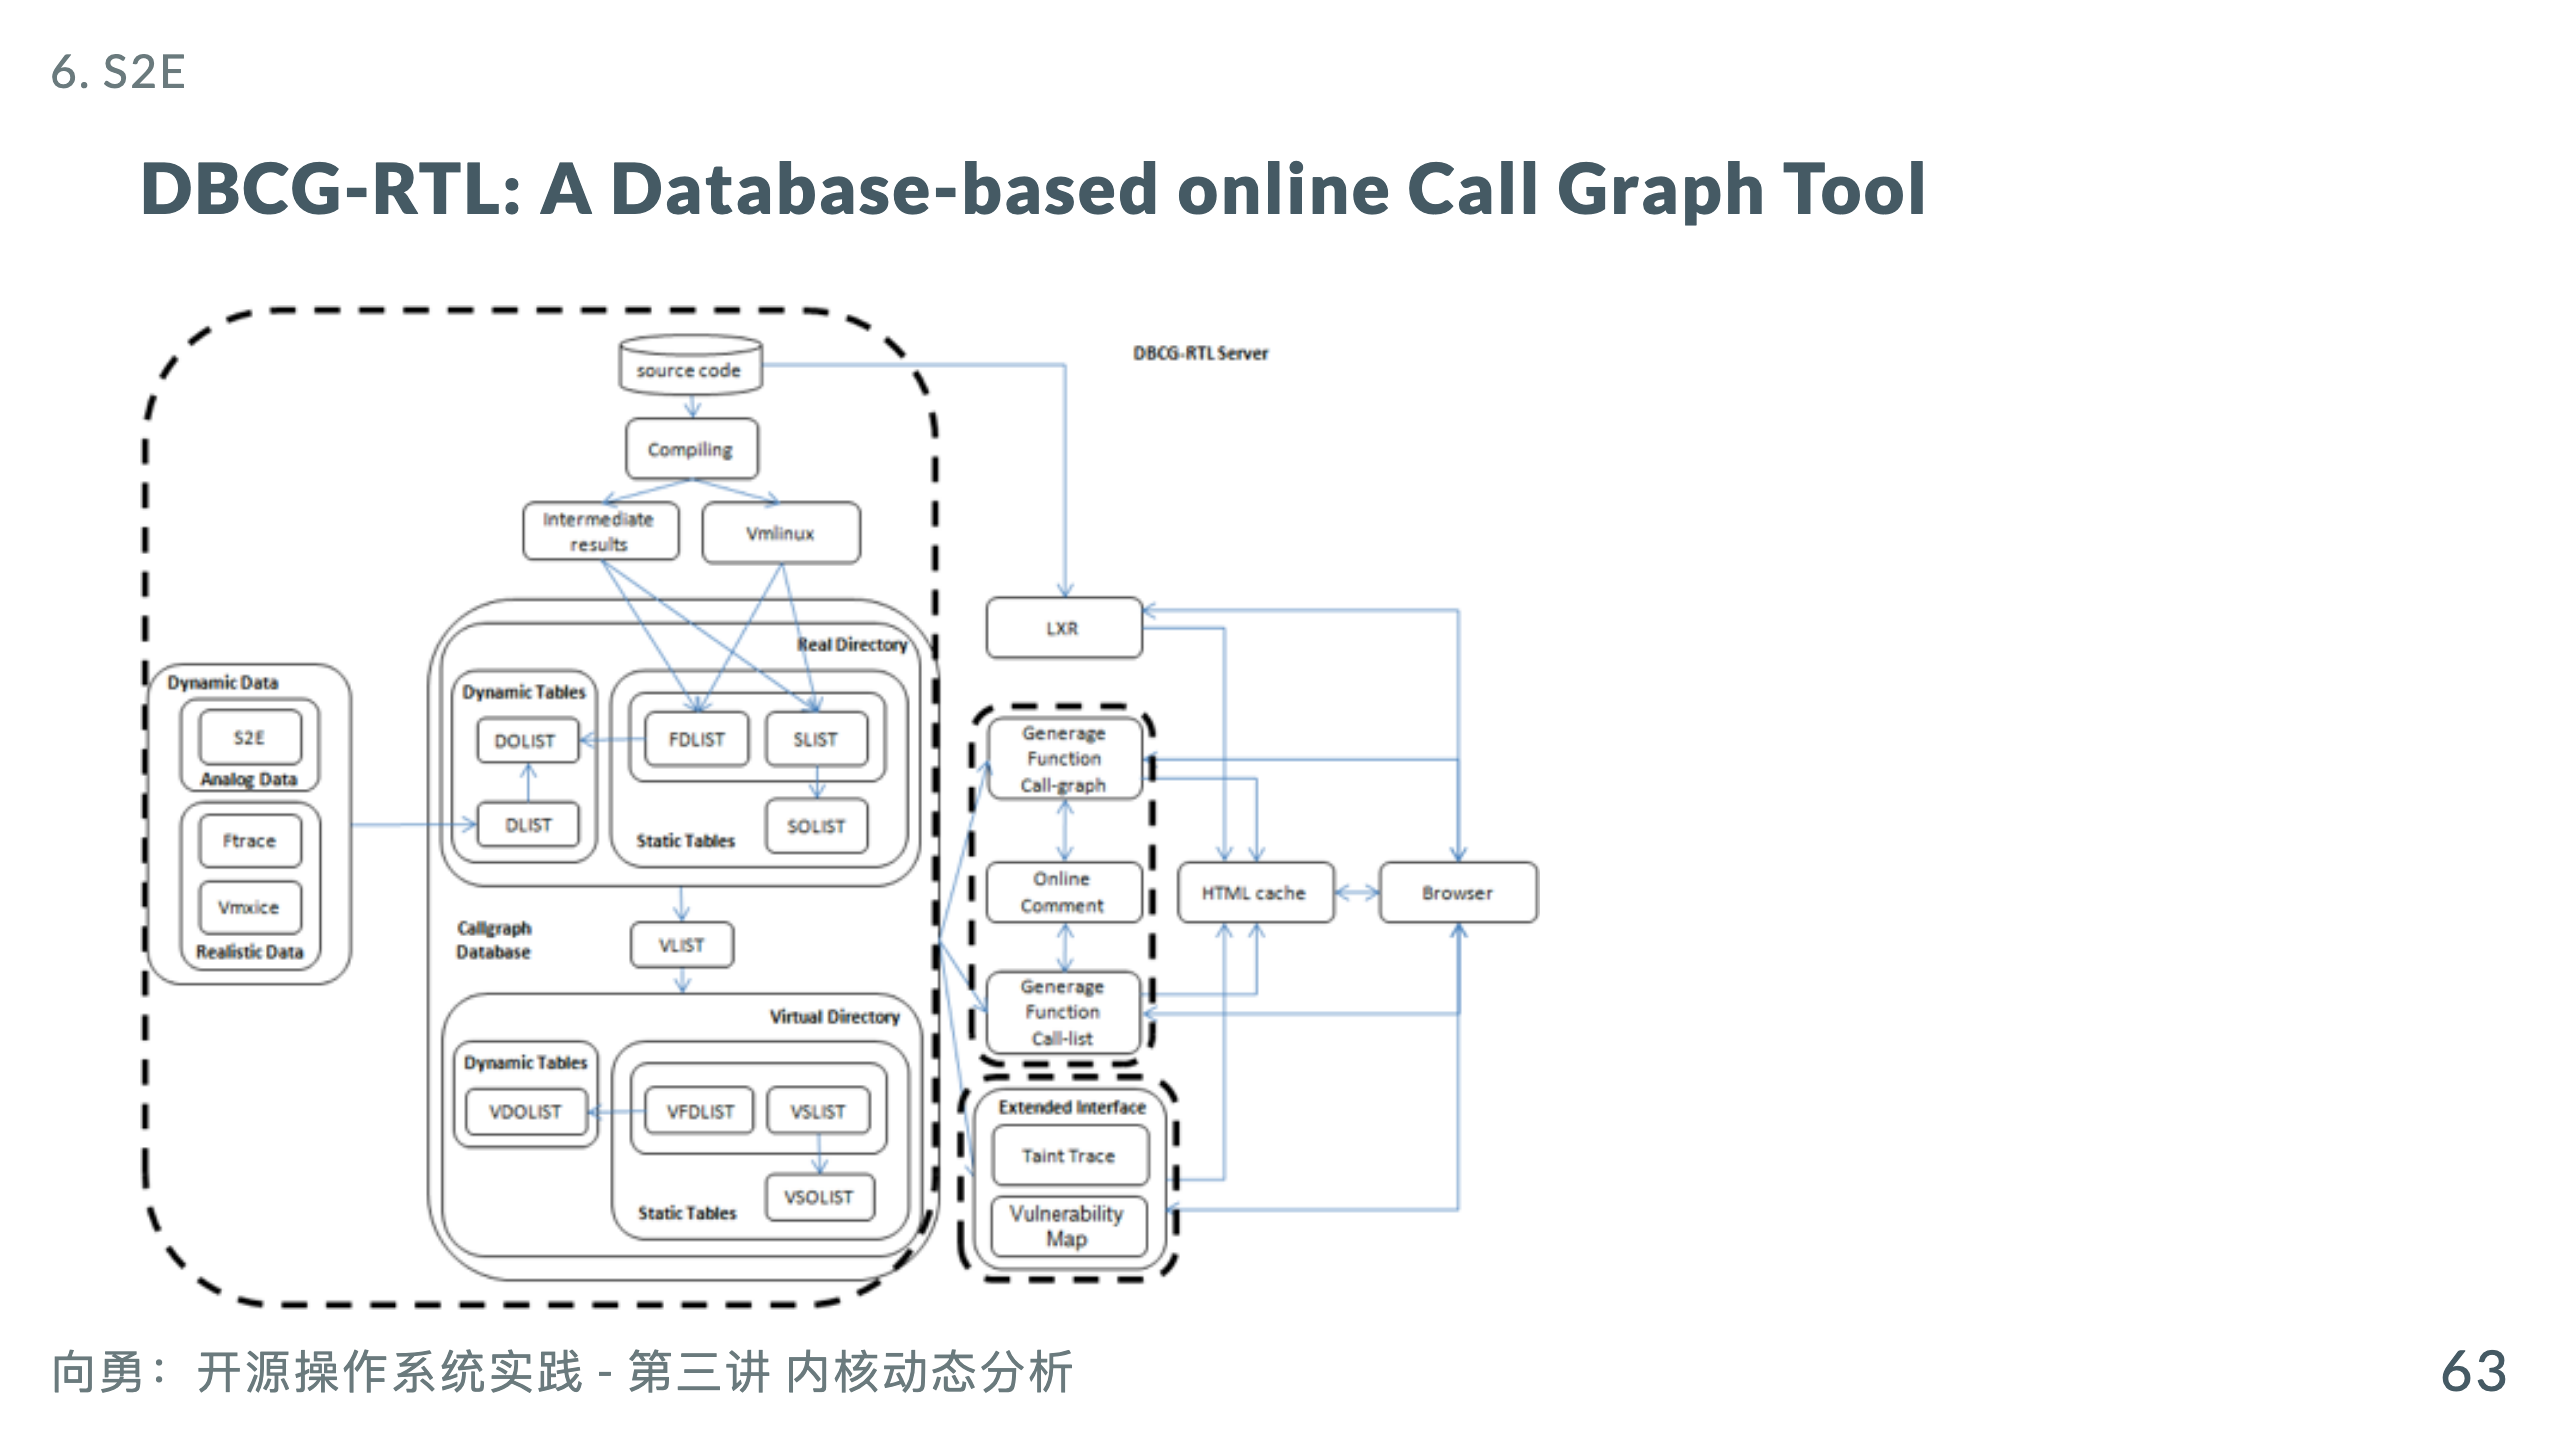 6. S2E
DBCG-RTL: A Database-based online Call Graph Tool
source code
DBCG-RTL Server
Compiling
Intermediate
results
Vmlinux
LXR
Real Directory
Dynamic Data
S2E
Analog Data
Ftrace
Vmxice
Realistic Data
Dynamic Tables
DOLIST
DLIST
FDLIST
SLIST
SOLIST
Static Tables
Callgraph
Database
VLIST
Virtual Directory
Dynamic Tables
VDOLIST
VFDLIST
VSLIST
VSOLIST
Static Tables
Generage
Function
Call-graph
Online
Comment
Generage
Function
Call-list
HTML cache
Browser
Extended Interface
Taint Trace
Vulnerability
Map
向勇：开源操作系统实践 - 第三讲 内核动态分析
63